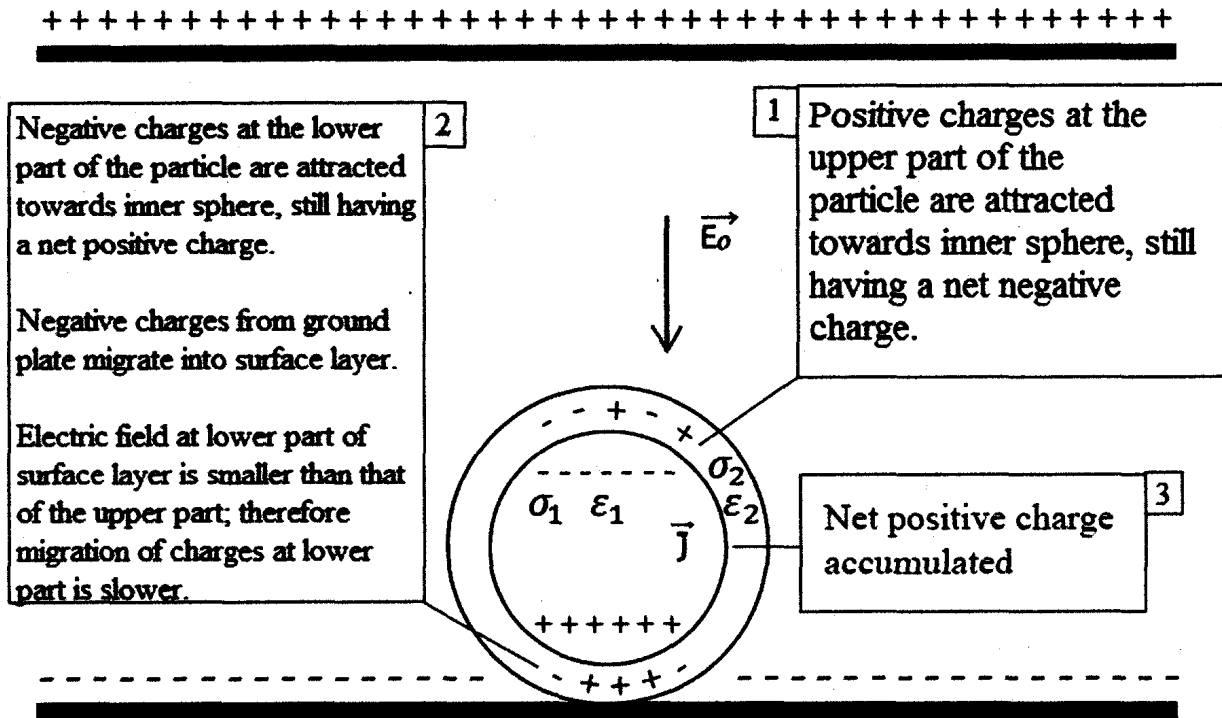 + + + + + + + + + + + + + + + + + + + + + + + + + + + + + + + + + + + + + + +
Negative charges at the lower
part of the particle are attracted
towards inner sphere, still having
a net positive charge.
Negative charges from ground
plate migrate into surface layer.
Electric field at lower part of
surface layer is smaller than that
of the upper part; therefore
migration of charges at lower
part is slower.
2
1
Positive charges at the
upper part of the
particle are attracted
towards inner sphere, still
having a net negative
charge.
E₀
- - + - +
- - - - - - -
σ₁ ε₁
σ₂
ε₂
J
3
Net positive charge
accumulated
+ + + + + +
- + + + -